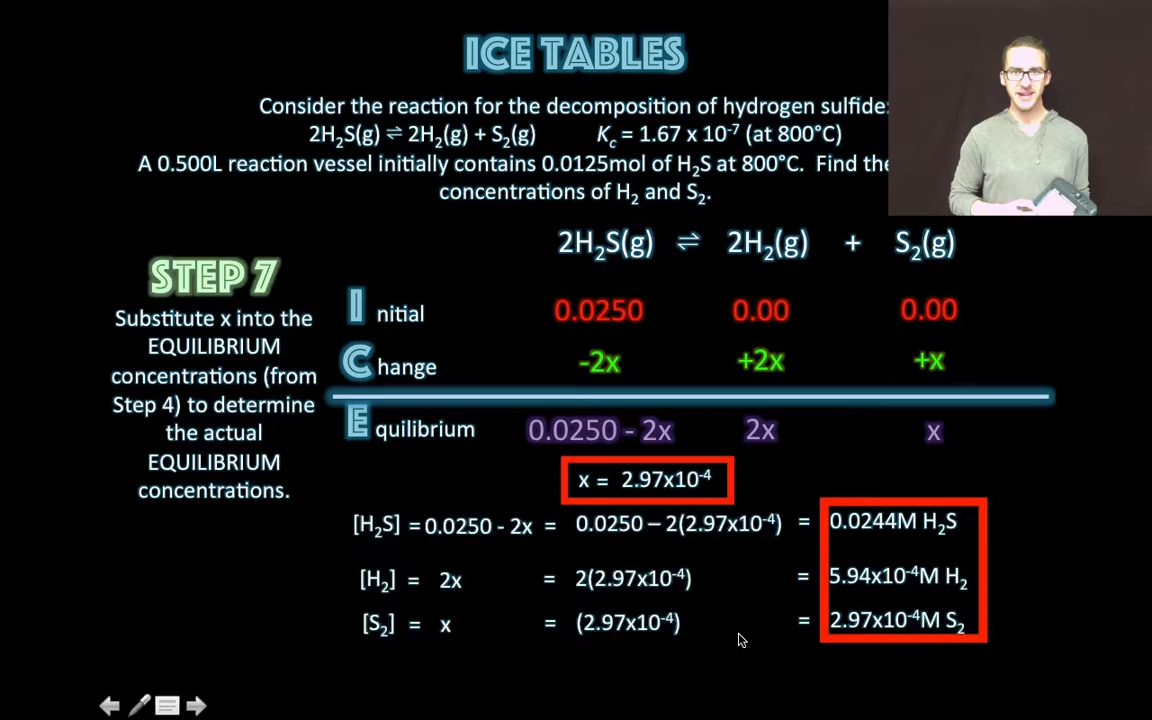 ICE TABLES
Consider the reaction for the decomposition of hydrogen sulfide:
2H₂S(g) ⇌ 2H₂(g) + S₂(g) K꜀ = 1.67 x 10⁻⁷ (at 800°C)
A 0.500L reaction vessel initially contains 0.0125mol of H₂S at 800°C. Find the
concentrations of H₂ and S₂.
2H₂S(g) ⇌ 2H₂(g) + S₂(g)
STEP 7
Substitute x into the
EQUILIBRIUM
concentrations (from
Step 4) to determine
the actual
EQUILIBRIUM
concentrations.
Initial 0.0250 0.00 0.00
Change -2x +2x +x
Equilibrium 0.0250 - 2x 2x x
x = 2.97x10⁻⁴
[H₂S] = 0.0250 - 2x = 0.0250 – 2(2.97x10⁻⁴) = 0.0244M H₂S
[H₂] = 2x = 2(2.97x10⁻⁴) = 5.94x10⁻⁴M H₂
[S₂] = x = (2.97x10⁻⁴) = 2.97x10⁻⁴M S₂